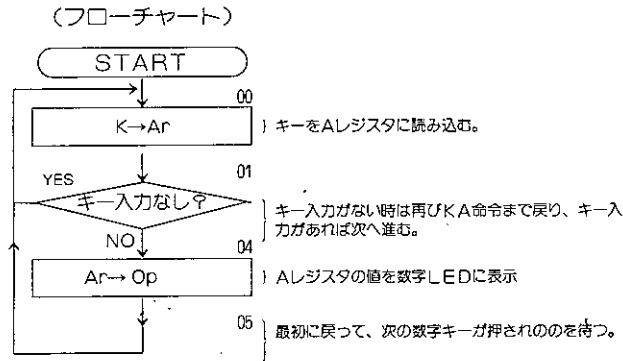 （フローチャート）
START
00
K→Ar
} キーをAレジスタに読み込む。
01
YES
キー入力なし？
} キー入力がない時は再びKA命令まで戻り、キー入
力があれば次へ進む。
NO
04
Ar→Op
} Aレジスタの値を数字LEDに表示
05
} 最初に戻って、次の数字キーが押されのの を待つ。